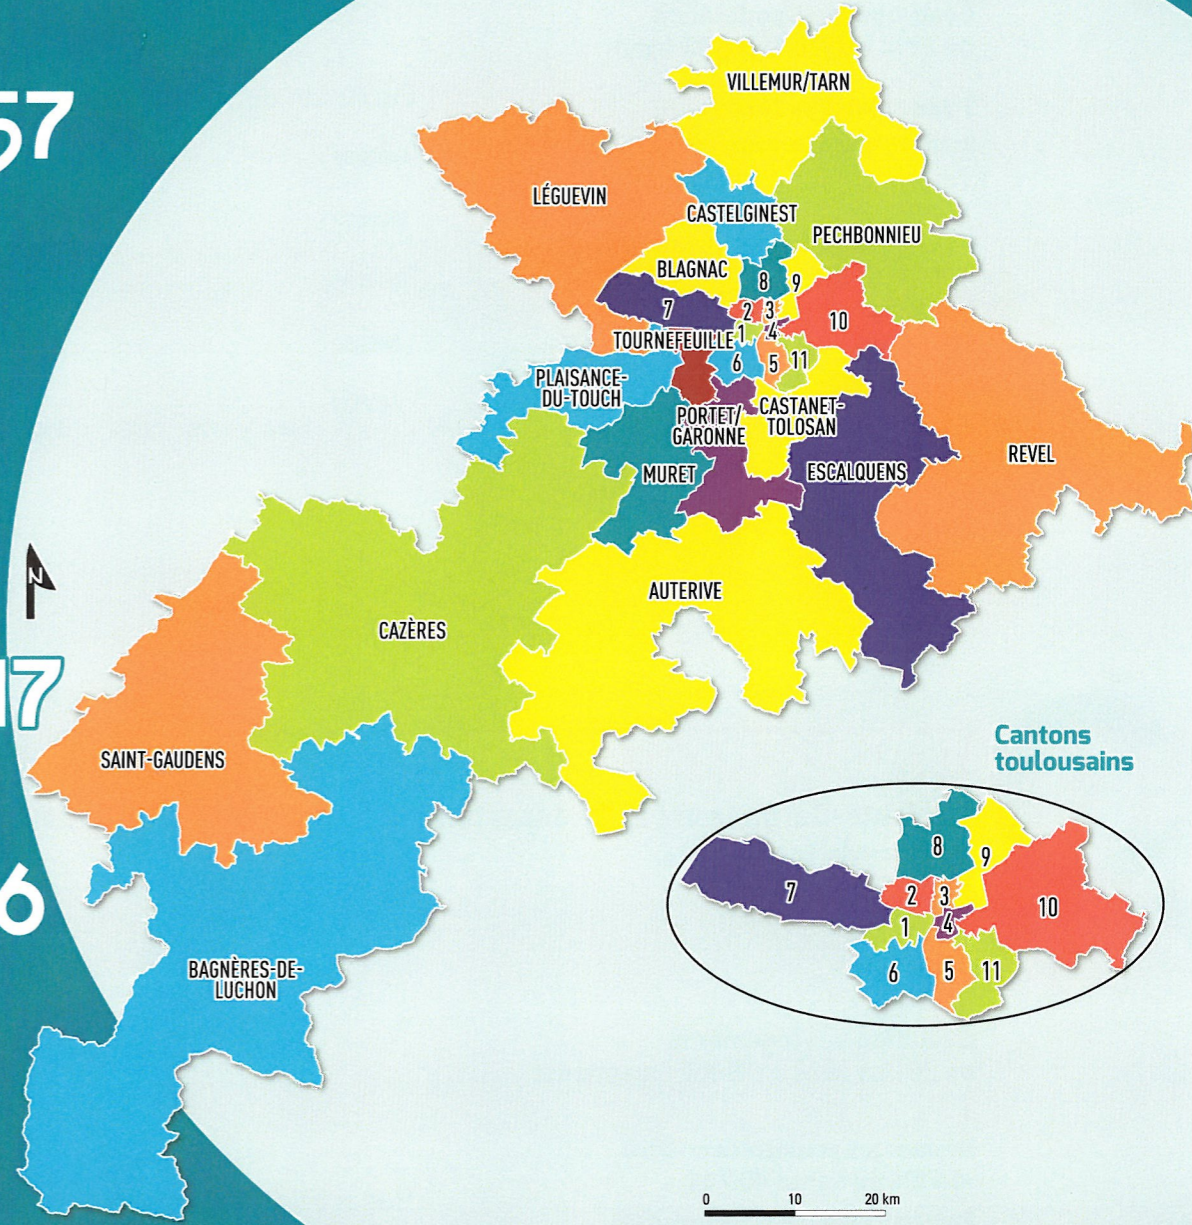 57
VILLEMUR/TARN
LÉGUEVIN
CASTELGINEST
PECHBONNIEU
BLAGNAC
8
9
7
2
3
10
1
4
TOURNEFEUILLE
6
5
11
PLAISANCE-
DU-TOUCH
PORTET/
GARONNE
CASTANET-
TOLOSAN
MURET
ESCALQUENS
REVEL
N
AUTERIVE
CAZÈRES
17
SAINT-GAUDENS
Cantons
toulousains
8
9
7
2
3
10
1
4
6
5
11
6
BAGNÈRES-DE-
LUCHON
0 10 20 km